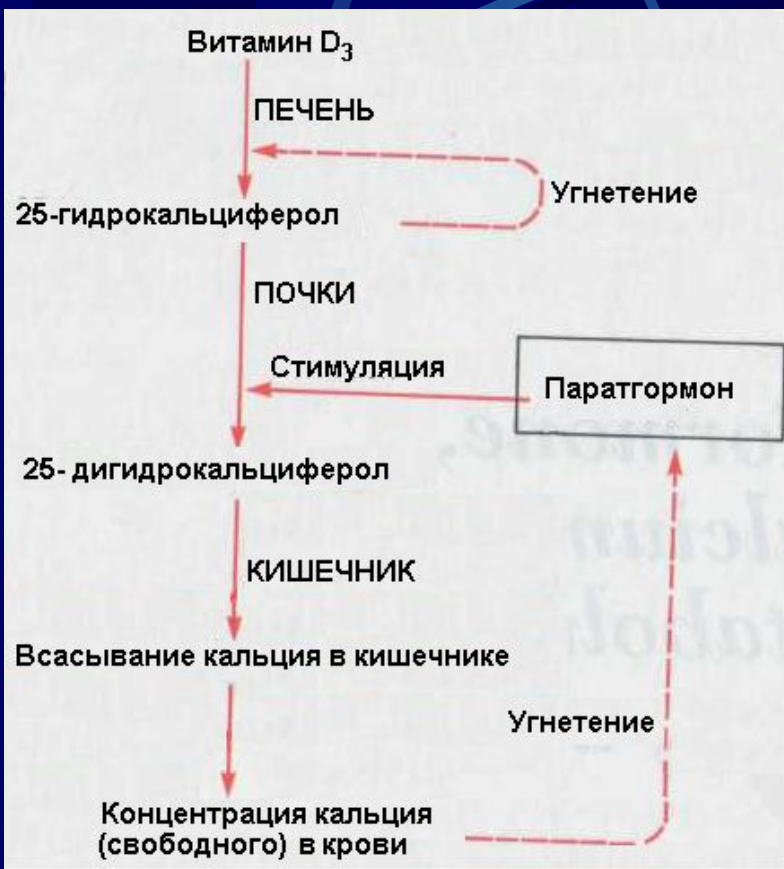 Витамин D3
ПЕЧЕНЬ
Угнетение
25-гидрокальциферол
ПОЧКИ
Стимуляция
Паратгормон
25- дигидрокальциферол
КИШЕЧНИК
Всасывание кальция в кишечнике
Угнетение
Концентрация кальция
(свободного) в крови